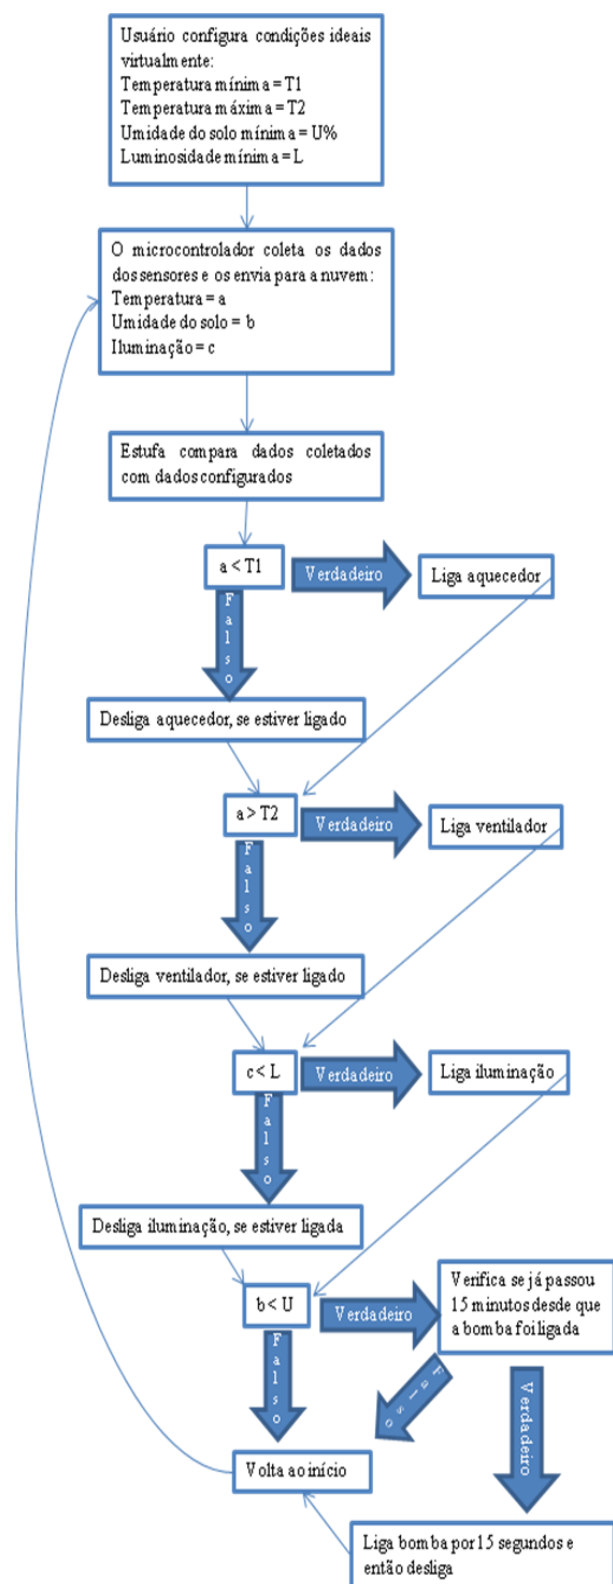 Usuário configura condições ideais
virtualmente:
Temperatura mínima = T1
Temperatura máxima = T2
Umidade do solo mínima = U%
Luminosidade mínima = L
O microcontrolador coleta os dados
dos sensores e os envia para a nuvem:
Temperatura = a
Umidade do solo = b
Iluminação = c
Estufa compara dados coletados
com dados configurados
a < T1
Verdadeiro
Liga aquecedor
Falso
Desliga aquecedor, se estiver ligado
a > T2
Verdadeiro
Liga ventilador
Falso
Desliga ventilador, se estiver ligado
c < L
Verdadeiro
Liga iluminação
Falso
Desliga iluminação, se estiver ligada
b < U
Verdadeiro
Verifica se já passou
15 minutos desde que
a bomba foi ligada
Falso
Falso
Verdadeiro
Volta ao início
Liga bomba por 15 segundos e
então desliga